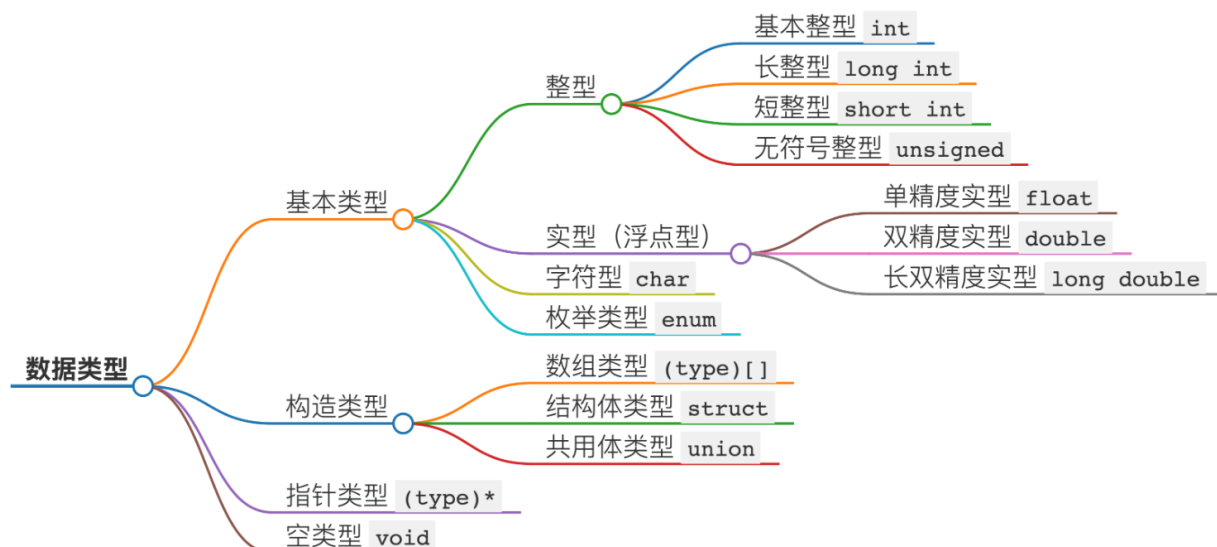 数据类型
基本类型
整型
基本整型 int
长整型 long int
短整型 short int
无符号整型 unsigned
实型（浮点型）
单精度实型 float
双精度实型 double
长双精度实型 long double
字符型 char
枚举类型 enum
构造类型
数组类型 (type)[]
结构体类型 struct
共用体类型 union
指针类型 (type)*
空类型 void